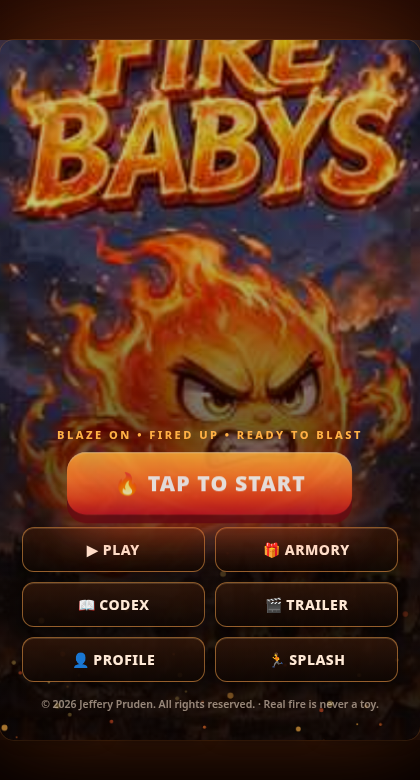 FIRE
BABYS
BLAZE ON • FIRED UP • READY TO BLAST
🔥 TAP TO START
▶ PLAY
🎁 ARMORY
📖 CODEX
🎬 TRAILER
👤 PROFILE
🏃 SPLASH
© 2026 Jeffery Pruden. All rights reserved. · Real fire is never a toy.